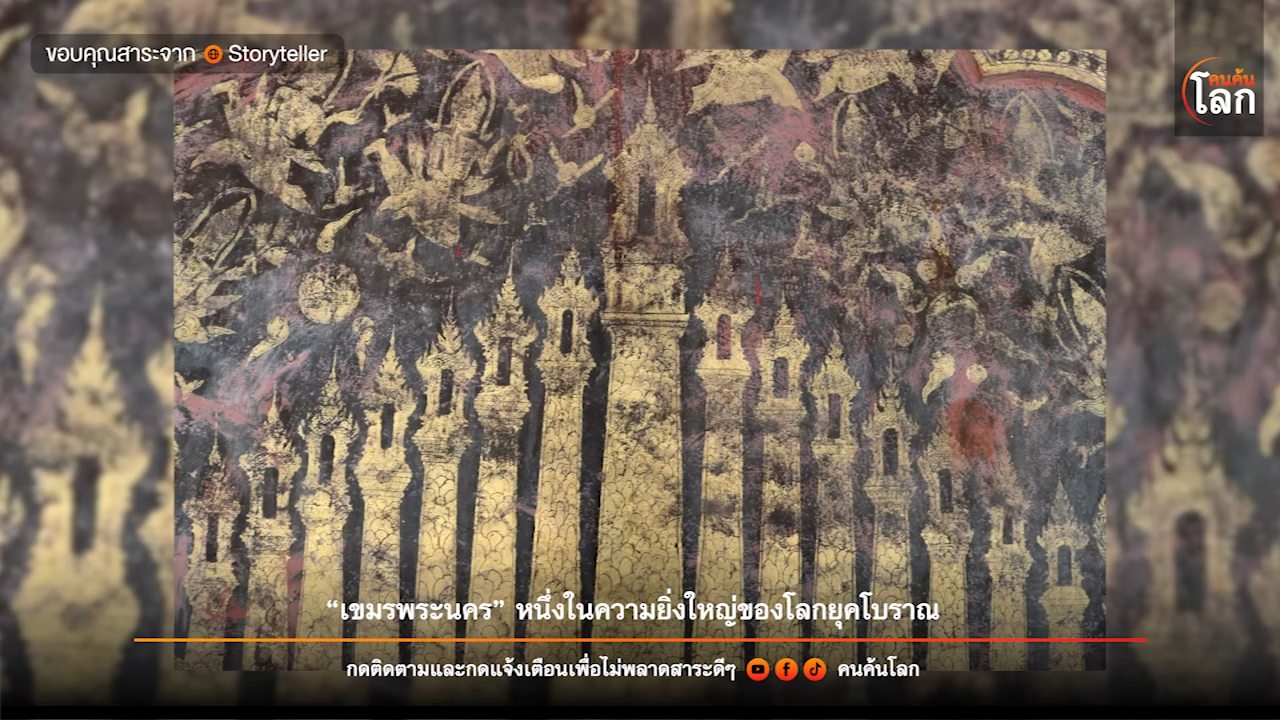 ขอบคุณสาระจาก Storyteller
คนค้น
โลก
“เขมรพระนคร” หนึ่งในความยิ่งใหญ่ของโลกยุคโบราณ
กดติดตามและกดแจ้งเตือนเพื่อไม่พลาดสาระดีๆ คนค้นโลก